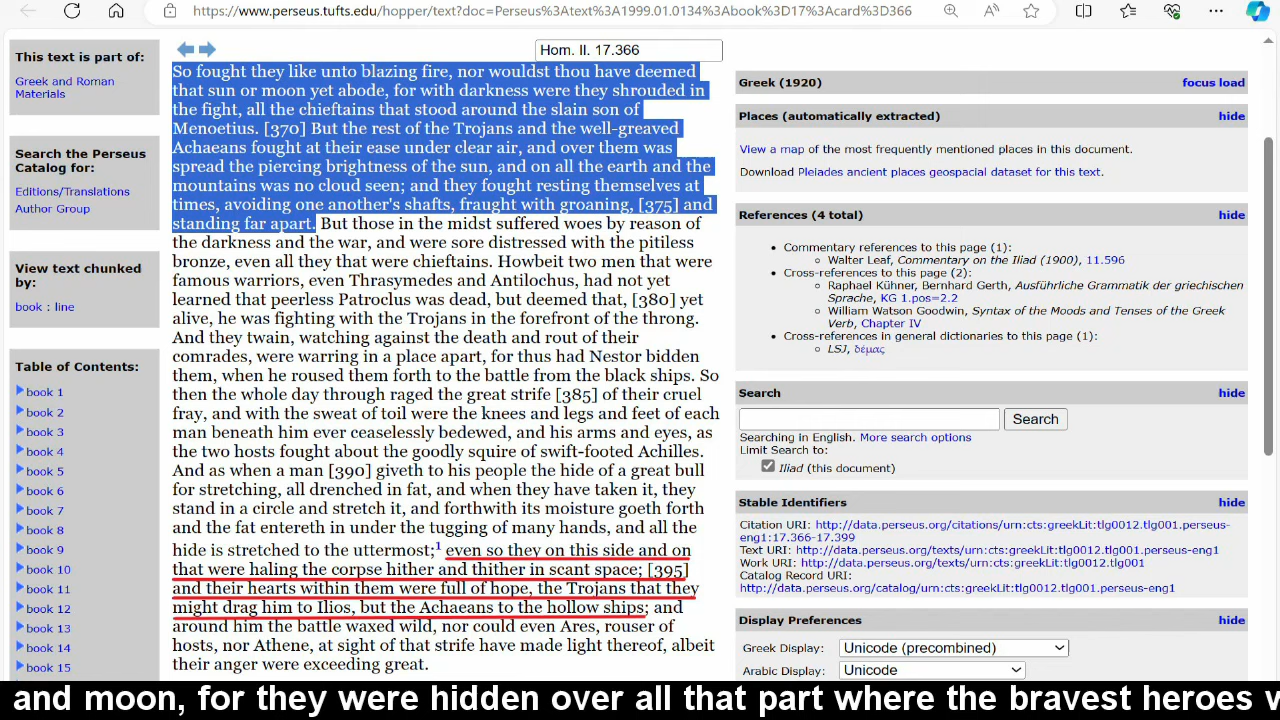 https://www.perseus.tufts.edu/hopper/text?doc=Perseus%3Atext%3A1999.01.0134%3Abook%3D17%3Acard%3D366
This text is part of:
Greek and Roman
Materials
Search the Perseus
Catalog for:
Editions/Translations
Author Group
View text chunked
by:
book : line
Table of Contents:
book 1
book 2
book 3
book 4
book 5
book 6
book 7
book 8
book 9
book 10
book 11
book 12
book 13
book 14
book 15
Hom. Il. 17.366
So fought they like unto blazing fire, nor wouldst thou have deemed
that sun or moon yet abode, for with darkness were they shrouded in
the fight, all the chieftains that stood around the slain son of
Menoetius. [370] But the rest of the Trojans and the well-greaved
Achaeans fought at their ease under clear air, and over them was
spread the piercing brightness of the sun, and on all the earth and the
mountains was no cloud seen; and they fought resting themselves at
times, avoiding one another's shafts, fraught with groaning, [375] and
standing far apart. But those in the midst suffered woes by reason of
the darkness and the war, and were sore distressed with the pitiless
bronze, even all they that were chieftains. Howbeit two men that were
famous warriors, even Thrasymedes and Antilochus, had not yet
learned that peerless Patroclus was dead, but deemed that, [380] yet
alive, he was fighting with the Trojans in the forefront of the throng.
And they twain, watching against the death and rout of their
comrades, were warring in a place apart, for thus had Nestor bidden
them, when he roused them forth to the battle from the black ships. So
then the whole day through raged the great strife [385] of their cruel
fray, and with the sweat of toil were the knees and legs and feet of each
man beneath him ever ceaselessly bedewed, and his arms and eyes, as
the two hosts fought about the goodly squire of swift-footed Achilles.
And as when a man [390] giveth to his people the hide of a great bull
for stretching, all drenched in fat, and when they have taken it, they
stand in a circle and stretch it, and forthwith its moisture goeth forth
and the fat entereth in under the tugging of many hands, and all the
hide is stretched to the uttermost;1 even so they on this side and on
that were haling the corpse hither and thither in scant space; [395]
and their hearts within them were full of hope, the Trojans that they
might drag him to Ilios, but the Achaeans to the hollow ships; and
around him the battle waxed wild, nor could even Ares, rouser of
hosts, nor Athene, at sight of that strife have made light thereof, albeit
their anger were exceeding great.
Greek (1920) focus load
Places (automatically extracted) hide
View a map of the most frequently mentioned places in this document.
Download Pleiades ancient places geospatial dataset for this text.
References (4 total) hide
Commentary references to this page (1):
Walter Leaf, Commentary on the Iliad (1900), 11.596
Cross-references to this page (2):
Raphael Kühner, Bernhard Gerth, Ausführliche Grammatik der griechischen
Sprache, KG 1.pos=2.2
William Watson Goodwin, Syntax of the Moods and Tenses of the Greek
Verb, Chapter IV
Cross-references in general dictionaries to this page (1):
LSJ, δέμας
Search hide
Search
Searching in English. More search options
Limit Search to:
Iliad (this document)
Stable Identifiers hide
Citation URI: http://data.perseus.org/citations/urn:cts:greekLit:tlg0012.tlg001.perseus-
eng1:17.366-17.399
Text URI: http://data.perseus.org/texts/urn:cts:greekLit:tlg0012.tlg001.perseus-eng1
Work URI: http://data.perseus.org/texts/urn:cts:greekLit:tlg0012.tlg001
Catalog Record URI:
http://data.perseus.org/catalog/urn:cts:greekLit:tlg0012.tlg001.perseus-eng1
Display Preferences hide
Greek Display: Unicode (precombined)
Arabic Display: Unicode
and moon, for they were hidden over all that part where the bravest heroes